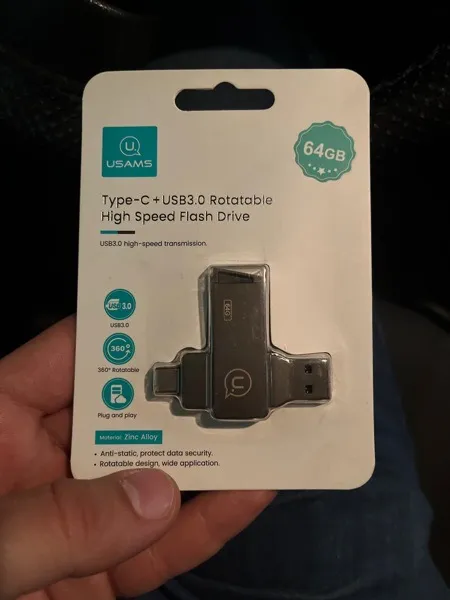 USAMS
64GB
Type-C+USB3.0 Rotatable
High Speed Flash Drive
USB3.0 high-speed transmission.
USB 3.0
USB3.0
360°
360° Rotatable
Plug and play
64G
U
Material: Zinc Alloy
• Anti-static, protect data security.
• Rotatable design, wide application.